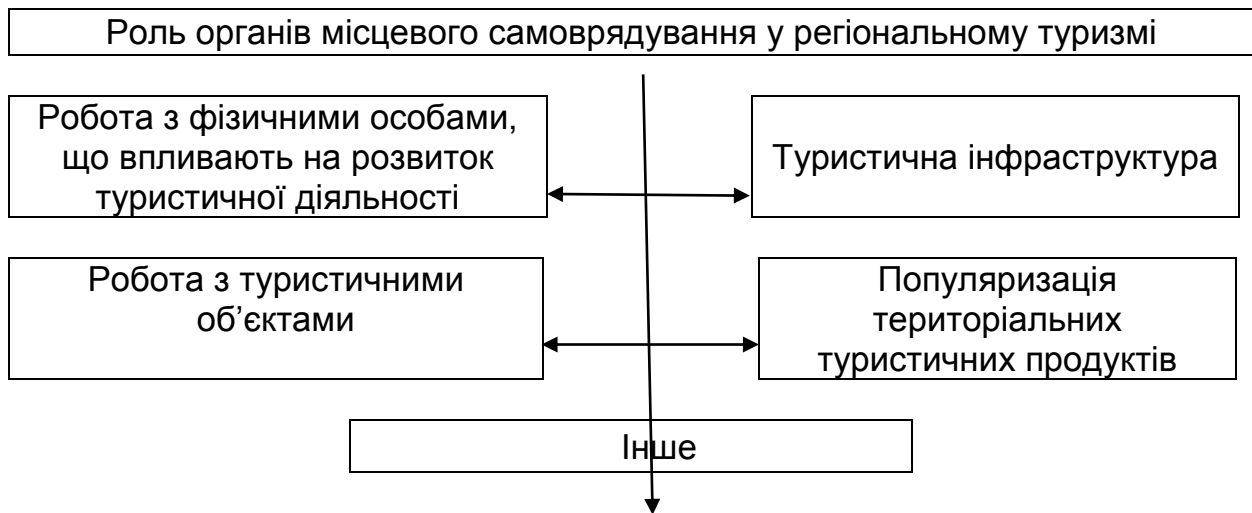 Роль органів місцевого самоврядування у регіональному туризмі
Робота з фізичними особами,
що впливають на розвиток
туристичної діяльності
Туристична інфраструктура
Робота з туристичними
об’єктами
Популяризація
територіальних
туристичних продуктів
Інше